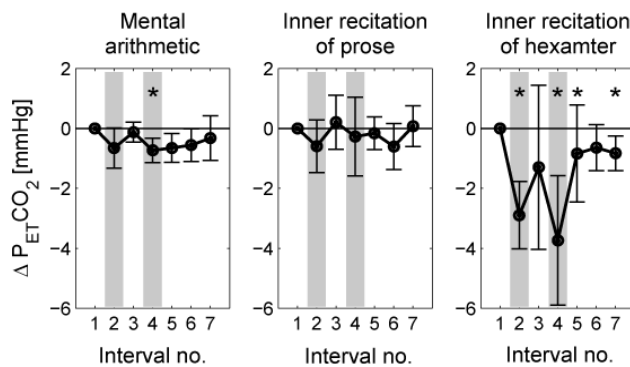 Mental
arithmetic
Inner recitation
of prose
Inner recitation
of hexamter
Δ P_ET CO_2 [mmHg]
2
0
−2
−4
−6
*
1 2 3 4 5 6 7
Interval no.
2
0
−2
−4
−6
1 2 3 4 5 6 7
Interval no.
2
0
−2
−4
−6
* * * *
1 2 3 4 5 6 7
Interval no.